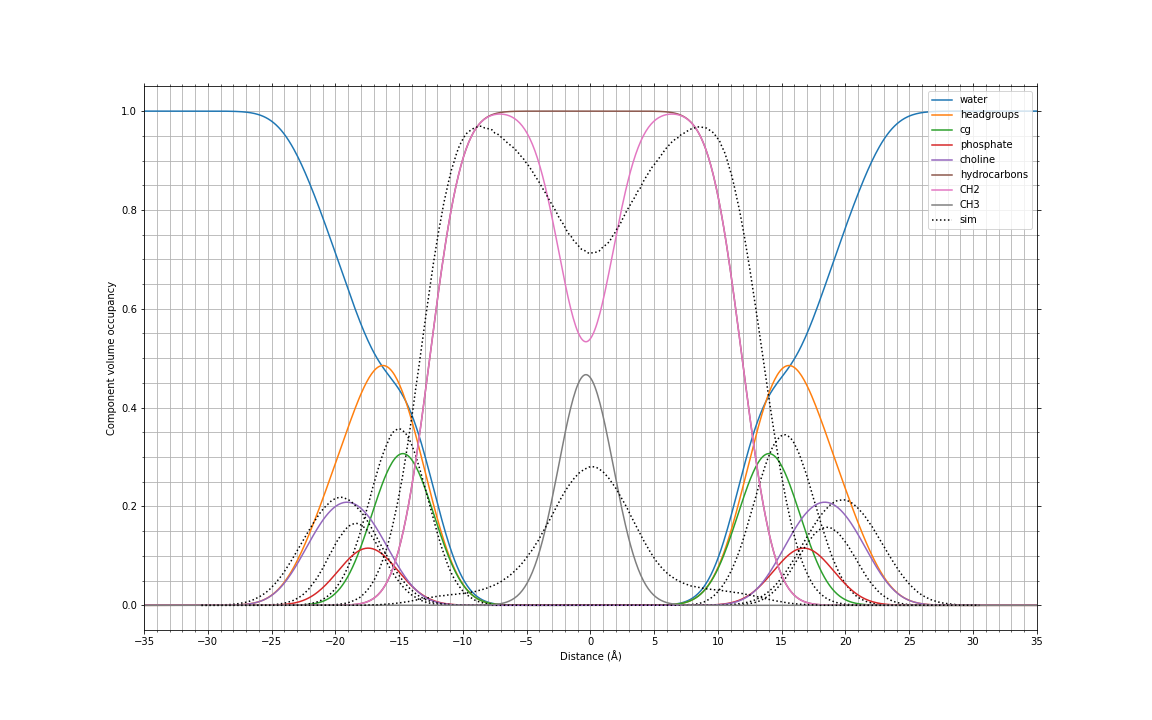 1.0
0.8
0.6
0.4
0.2
0.0
Component volume occupancy
water
headgroups
cg
phosphate
choline
hydrocarbons
CH2
CH3
sim
−35 −30 −25 −20 −15 −10 −5 0 5 10 15 20 25 30 35
Distance (Å)